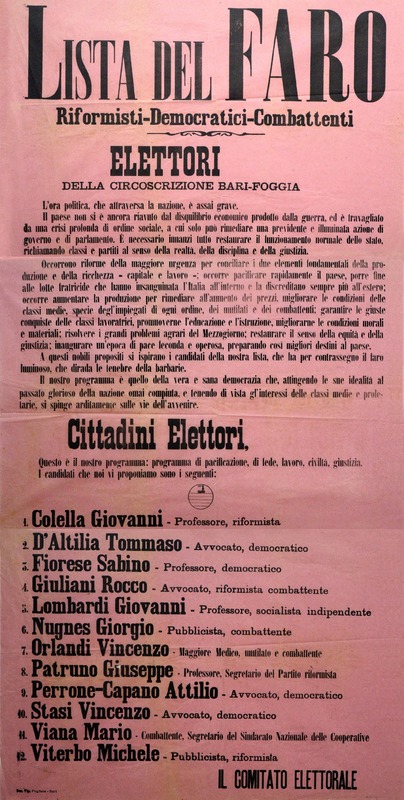 LISTA DEL FARO
Riformisti-Democratici-Combattenti
ELETTORI
DELLA CIRCOSCRIZIONE BARI-FOGGIA
L'ora politica, che attraversa la nazione, è assai grave.
Il paese non si è ancora riavuto dal disquilibrio economico prodotto dalla guerra, ed è travagliato
da una crisi profonda di ordine sociale, a cui solo può rimediare una previdente e illuminata azione di
governo e di parlamento. È necessario innanzi tutto restaurare il funzionamento normale dello stato,
richiamando classi e partiti al senso della realtà, della disciplina e della giustizia.
Occorrono riforme della maggiore urgenza per conciliare i due elementi fondamentali della pro-
duzione e della ricchezza - capitale e lavoro -; occorre pacificare rapidamente il paese, porre fine
alle lotte fratricide che hanno insanguinata l'Italia all'interno e la discreditano sempre più all'estero;
occorre aumentare la produzione per rimediare all'aumento dei prezzi, migliorare le condizioni delle
classi medie, specie degl'impiegati di ogni ordine, dei mutilati e dei combattenti; garantire le giuste
conquiste delle classi lavoratrici, promuoverne l'educazione e l'istruzione, migliorarne le condizioni morali
e materiali; risolvere i grandi problemi agrari del Mezzogiorno; restaurare il senso della equità e della
giustizia; inaugurare un'epoca di pace feconda e operosa, preparando così migliori destini al paese.
A questi nobili propositi si ispirano i candidati della nostra lista, che ha per contrassegno il faro
luminoso, che dirada le tenebre della barbarie.
Il nostro programma è quello della vera e sana democrazia che, attingendo le sue idealità al
passato glorioso della nazione omai compiuta, e tenendo di vista gl'interessi delle classi medie e prole-
tarie, si spinge arditamente sulle vie dell'avvenire.
Cittadini Elettori,
Questo è il nostro programma: programma di pacificazione, di fede, lavoro, civiltà, giustizia.
I candidati che noi vi proponiamo sono i seguenti:
1. Colella Giovanni - Professore, riformista
2. D'Altilia Tommaso - Avvocato, democratico
3. Fiorese Sabino - Professore, democratico
4. Giuliani Rocco - Avvocato, riformista combattente
5. Lombardi Giovanni - Professore, socialista indipendente
6. Nugnes Giorgio - Pubblicista, combattente
7. Orlandi Vincenzo - Maggiore Medico, mutilato e combattente
8. Patruno Giuseppe - Professore, Segretario del Partito riformista
9. Perrone-Capano Attilio - Avvocato, democratico
10. Stasi Vincenzo - Avvocato, democratico
11. Viana Mario - Combattente, Segretario del Sindacato Nazionale delle Cooperative
12. Viterbo Michele - Pubblicista, riformista
IL COMITATO ELETTORALE